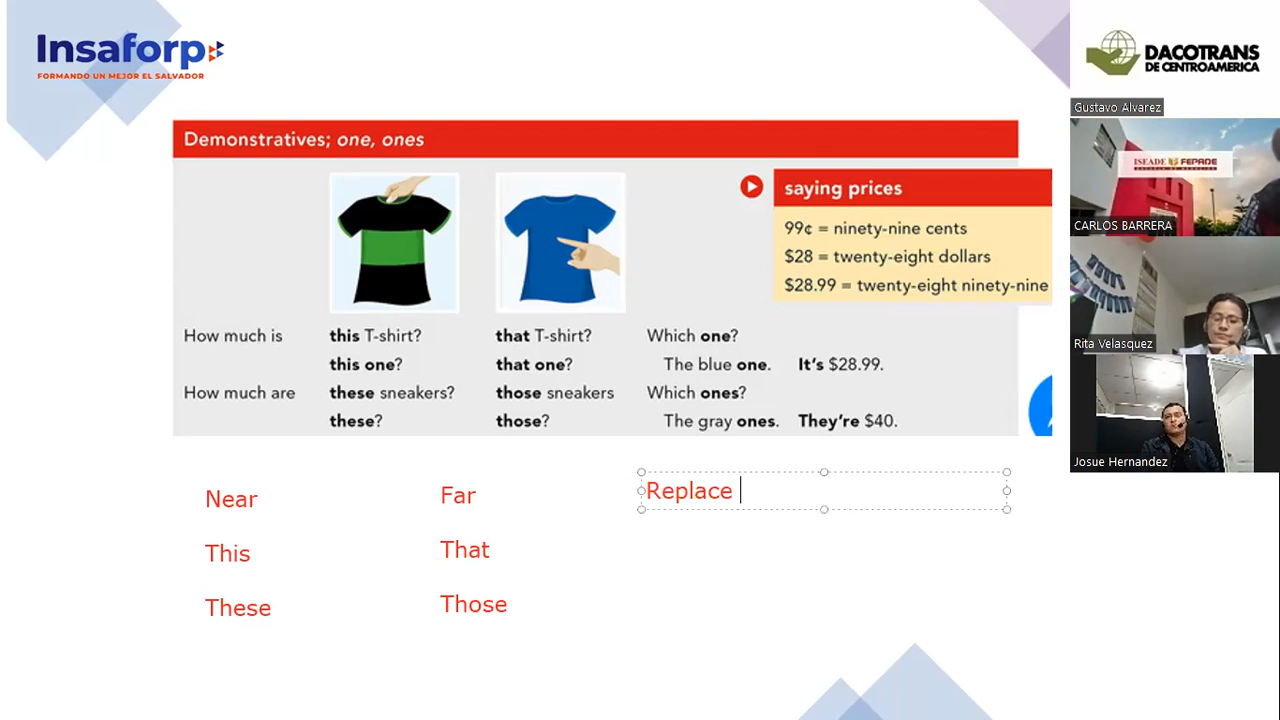 Insaforp
FORMANDO UN MEJOR EL SALVADOR
Demonstratives; one, ones
saying prices
99¢ = ninety-nine cents
$28 = twenty-eight dollars
$28.99 = twenty-eight ninety-nine
How much is this T-shirt? that T-shirt? Which one?
this one? that one? The blue one. It's $28.99.
How much are these sneakers? those sneakers Which ones?
these? those? The gray ones. They're $40.
Near Far Replace
This That
These Those
DACOTRANS
DE CENTROAMERICA
Gustavo Alvarez
ISEADE FEPADE
CARLOS BARRERA
Rita Velasquez
Josue Hernandez